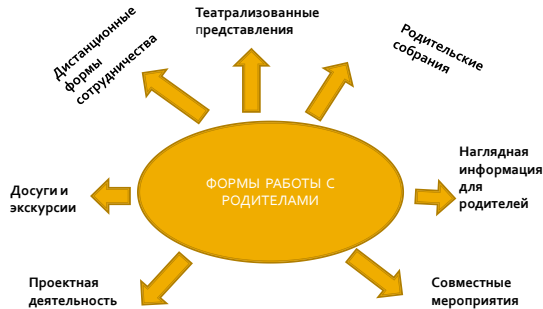 Театрализованные
представления
Дистанционные
формы
сотрудничества
Родительские
собрания
ФОРМЫ РАБОТЫ С
РОДИТЕЛАМИ
Наглядная
информация
для
родителей
Досуги и
экскурсии
Проектная
деятельность
Совместные
мероприятия